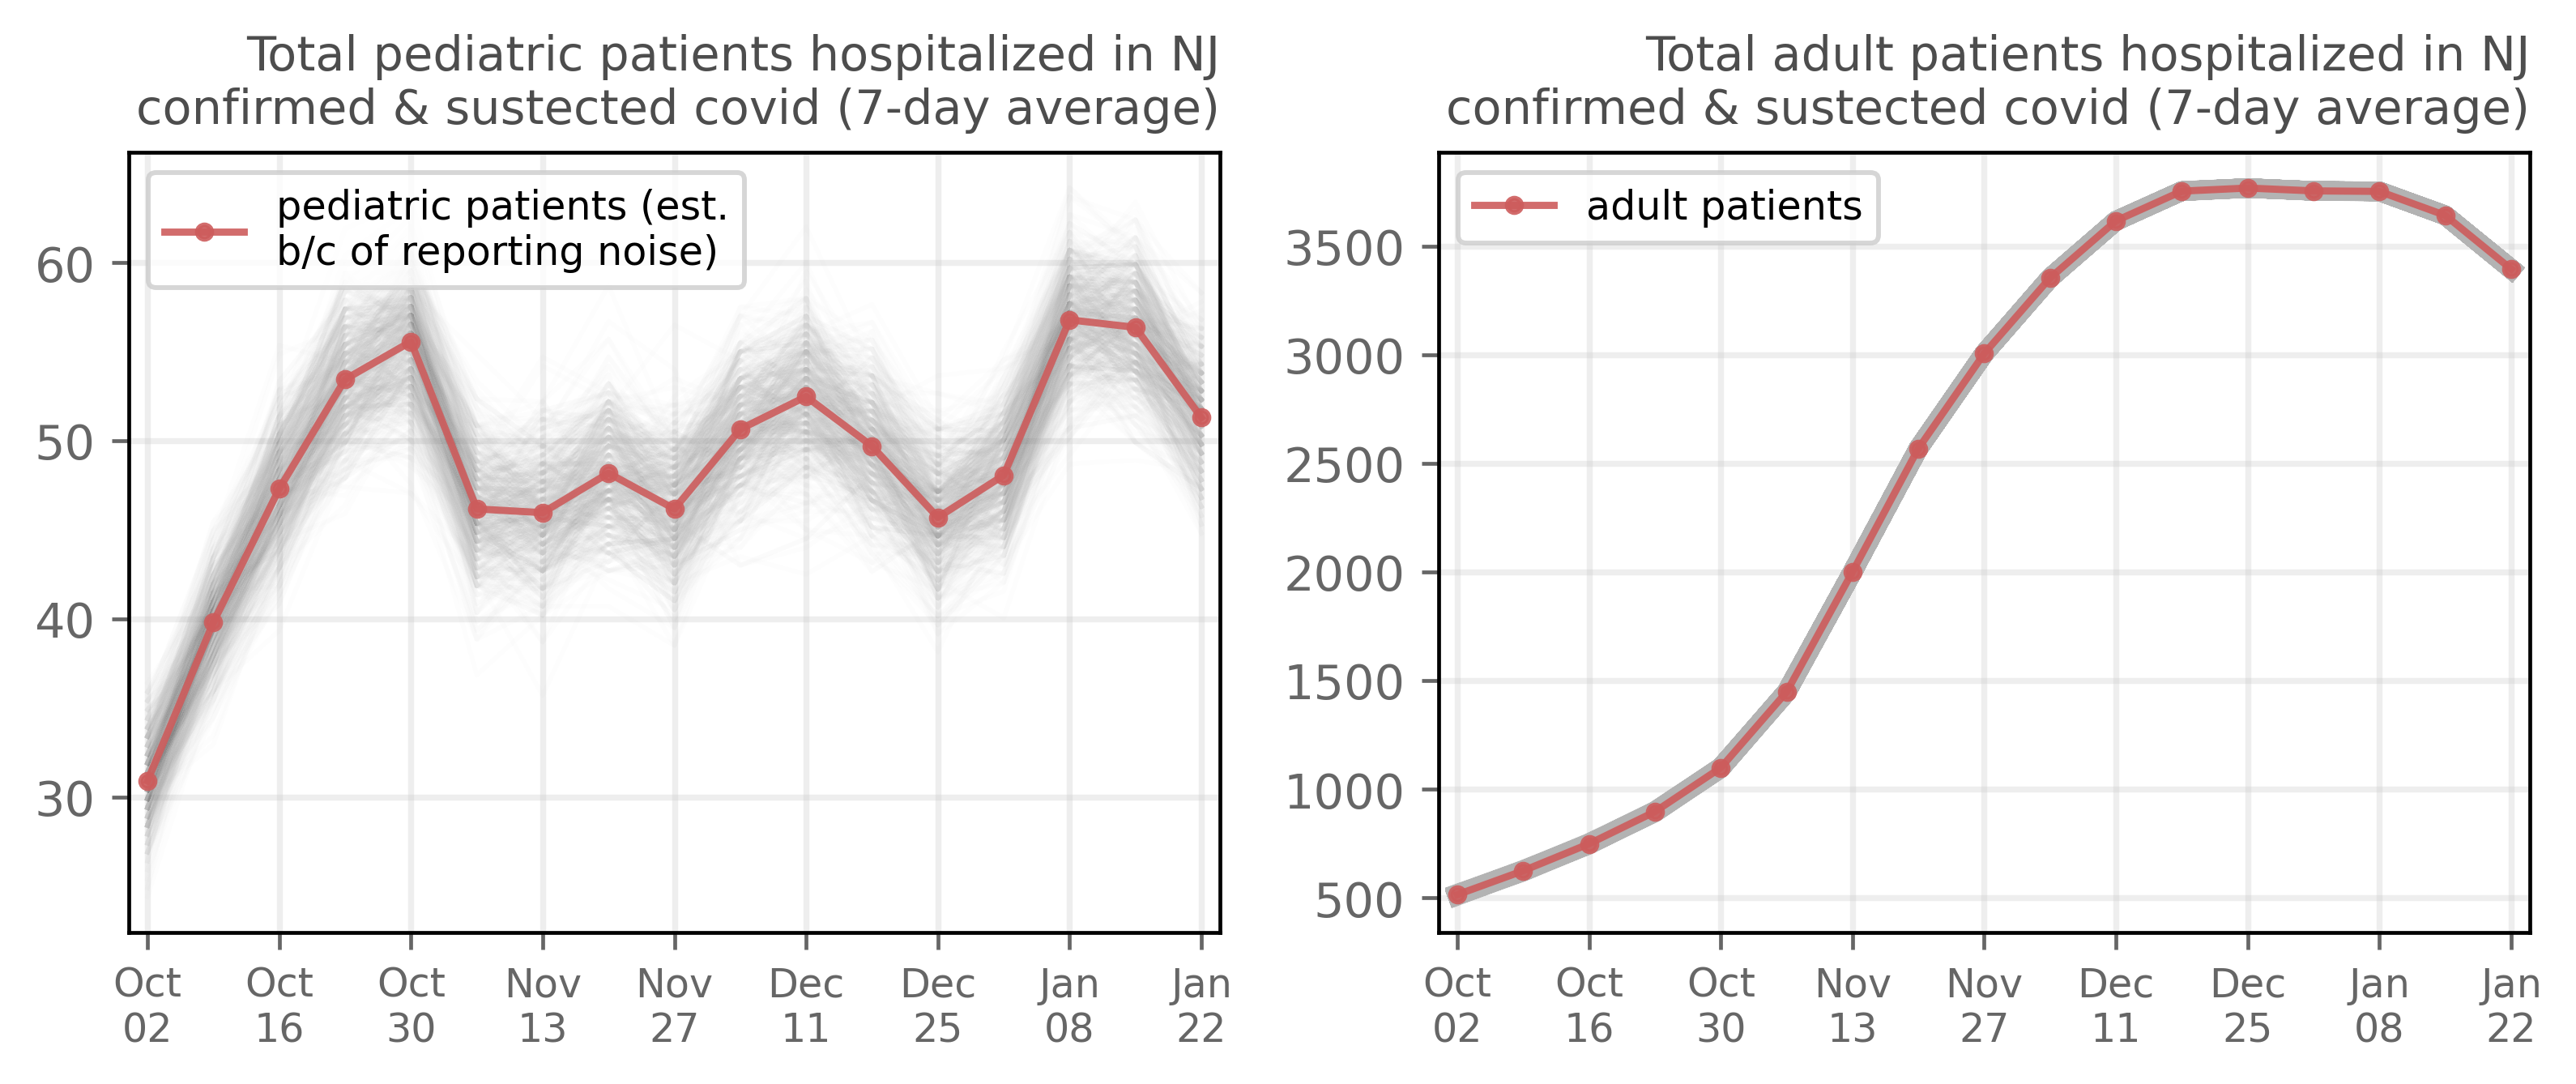 Total pediatric patients hospitalized in NJ
confirmed & sustected covid (7-day average)
pediatric patients (est.
b/c of reporting noise)
60
50
40
30
Oct Oct Oct Nov Nov Dec Dec Jan Jan
02 16 30 13 27 11 25 08 22
Total adult patients hospitalized in NJ
confirmed & sustected covid (7-day average)
adult patients
3500
3000
2500
2000
1500
1000
500
Oct Oct Oct Nov Nov Dec Dec Jan Jan
02 16 30 13 27 11 25 08 22